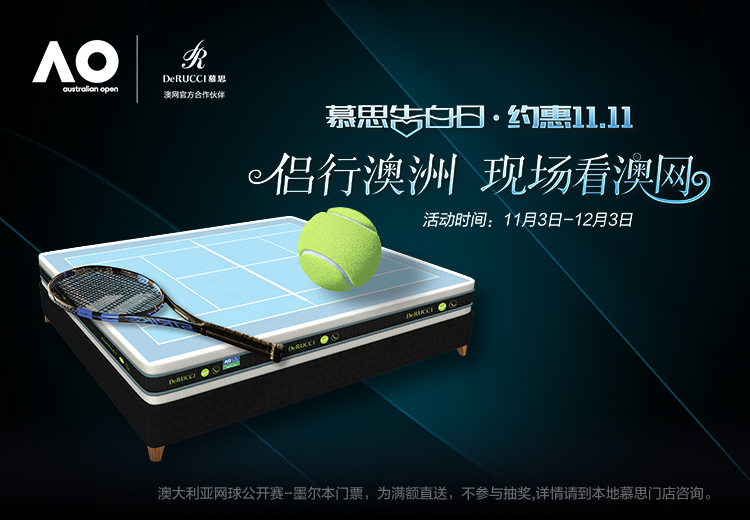 AO
australian open
DeRUCCI 慕思
澳网官方合作伙伴
慕思告白日·约惠11.11
侣行澳洲 现场看澳网
活动时间：11月3日-12月3日
DeRUCCI
DeRUCCI
DeRUCCI
AO
澳大利亚网球公开赛-墨尔本门票，为满额直送，不参与抽奖,详情请到本地慕思门店咨询。